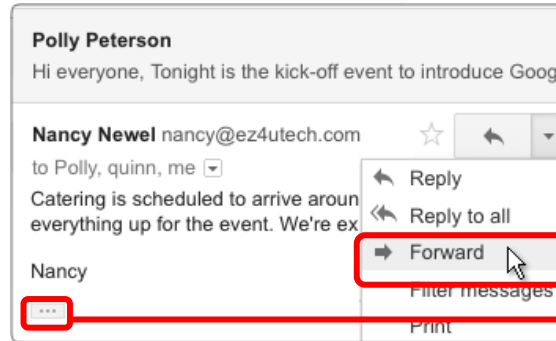 Polly Peterson
Hi everyone, Tonight is the kick-off event to introduce Goog
Nancy Newel nancy@ez4utech.com
to Polly, quinn, me
Catering is scheduled to arrive aroun
everything up for the event. We're ex
Nancy
Reply
Reply to all
Forward
Filter messages
Print